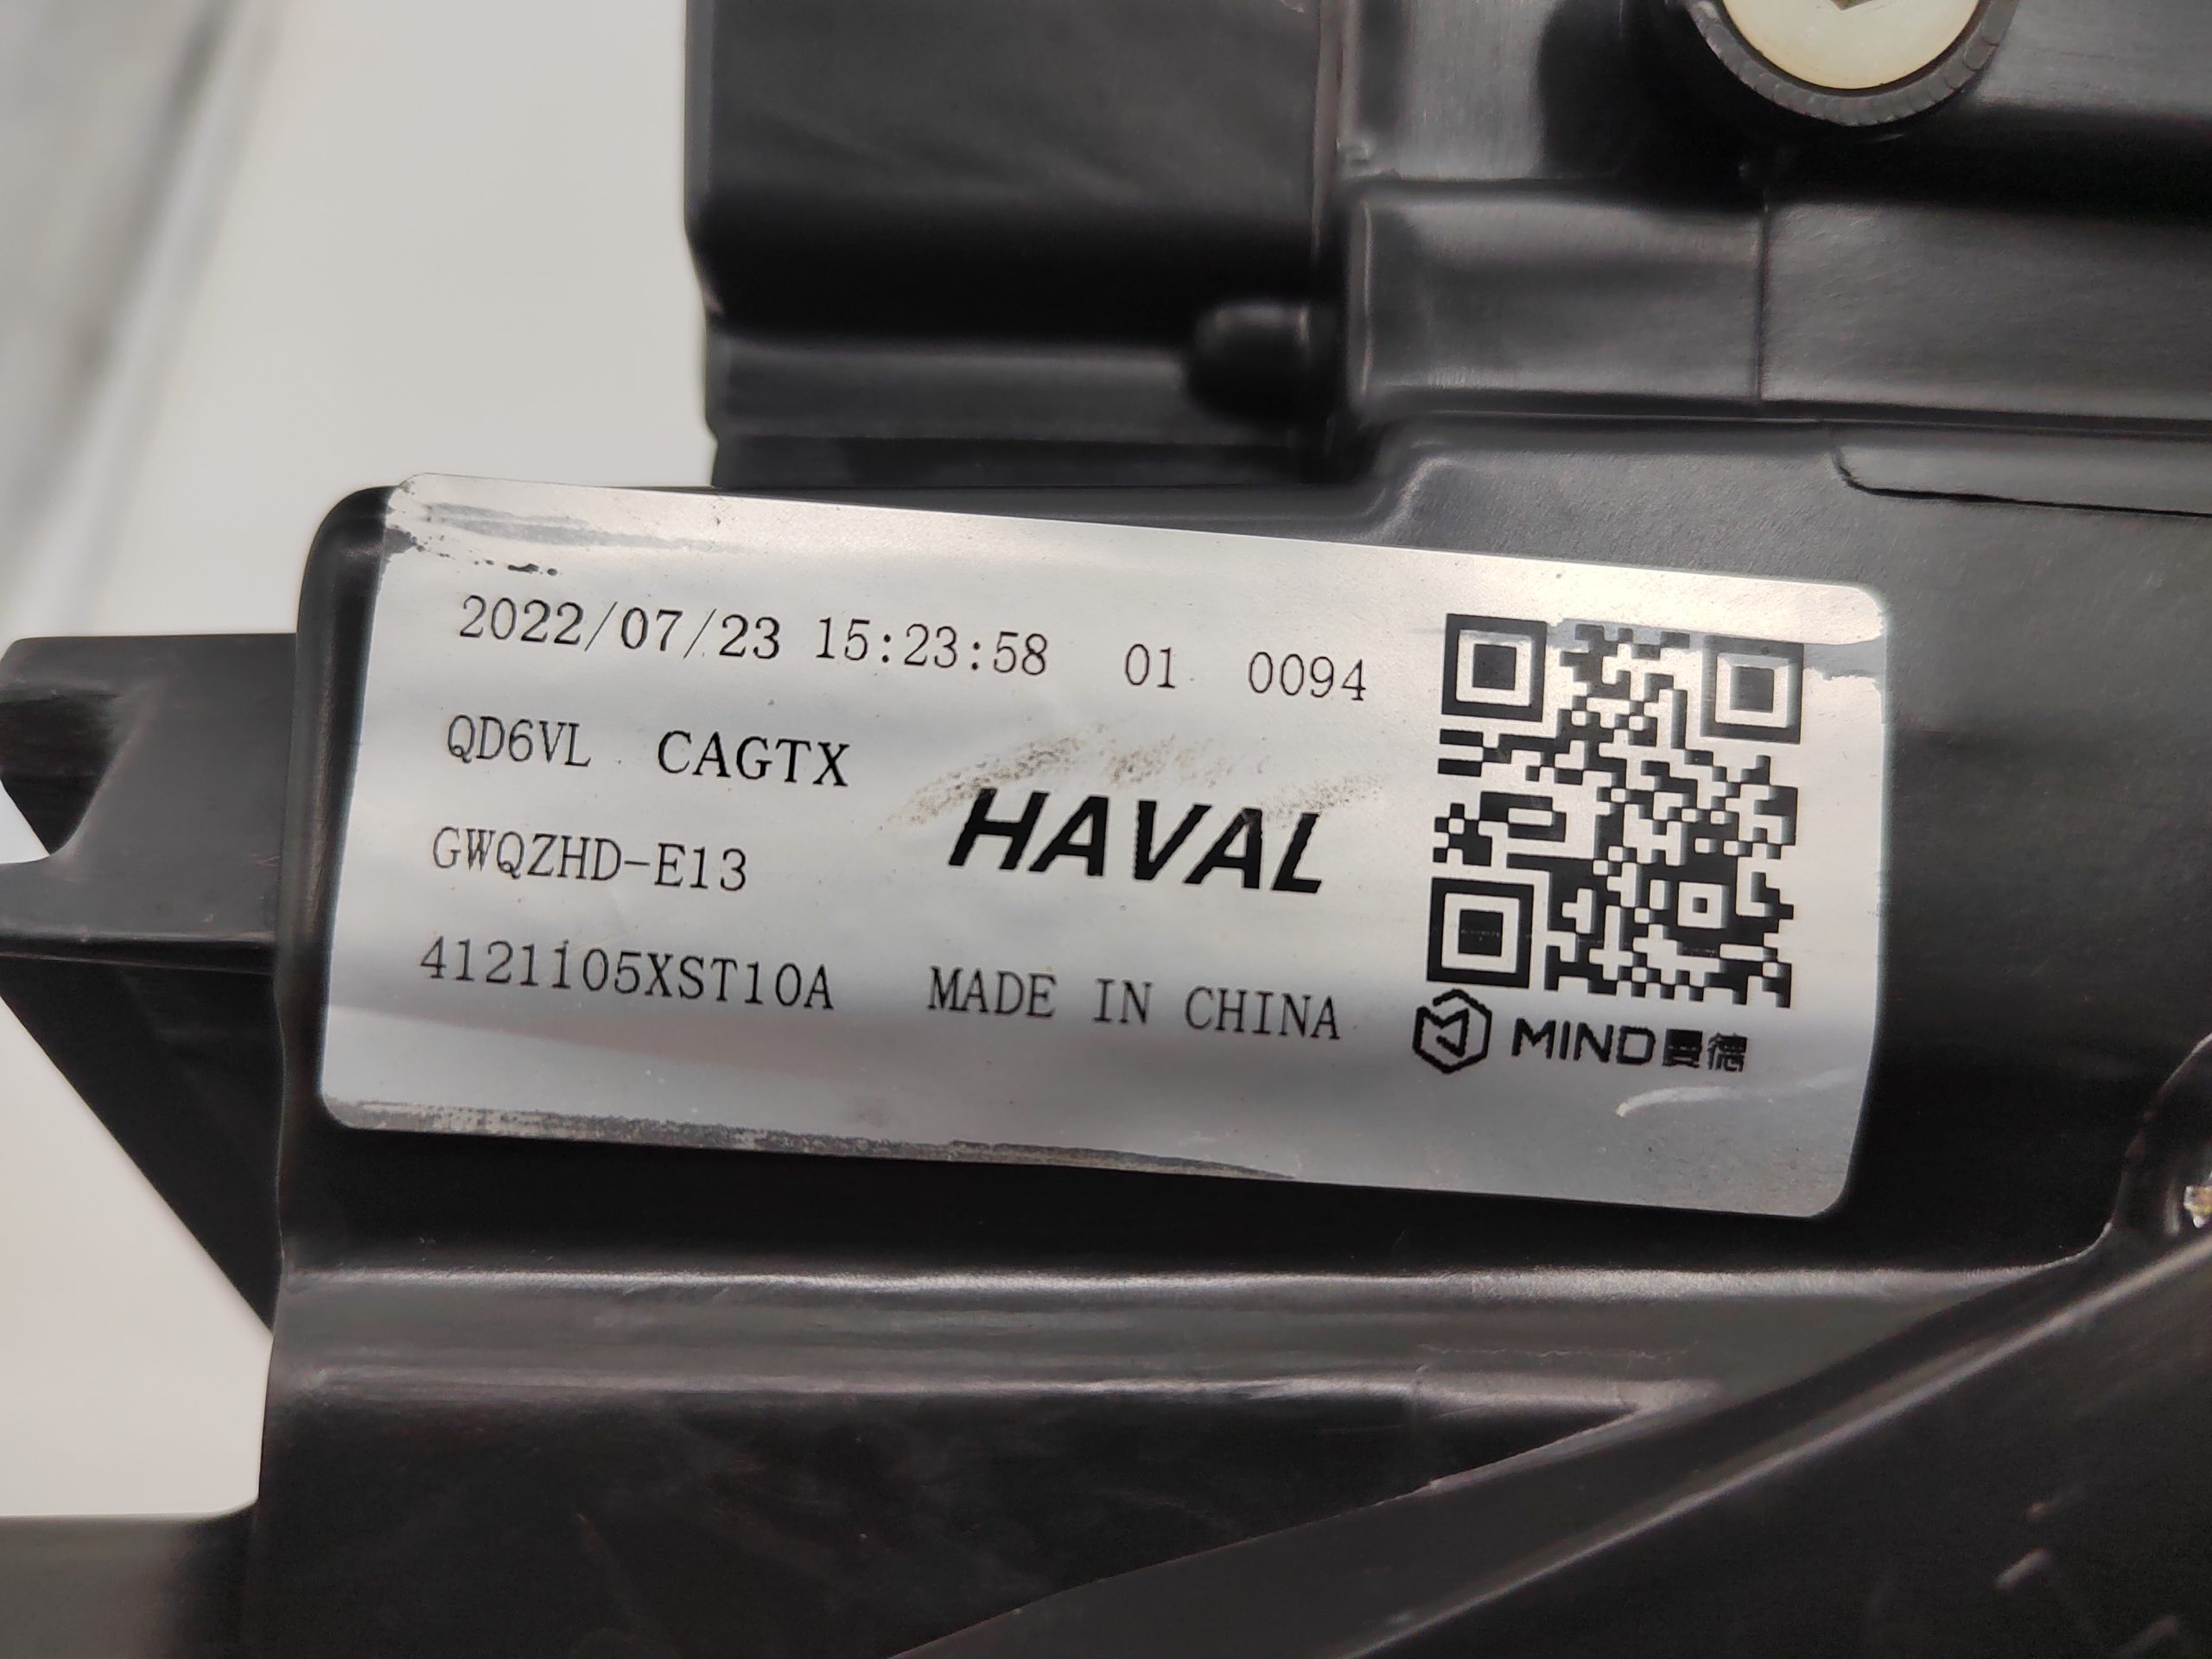 2022/07/23 15:23:58 01 0094
QD6VL CAGTX
HAVAL
GWQZHD-E13
4121105XST10A MADE IN CHINA
MIND曼德